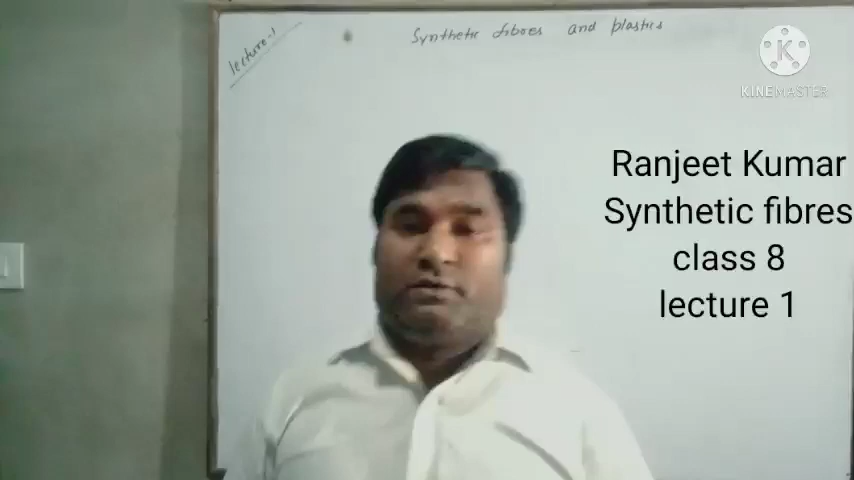 lecture-1
Synthetic fibres and plastics
K
KINEMASTER
Ranjeet Kumar
Synthetic fibres
class 8
lecture 1